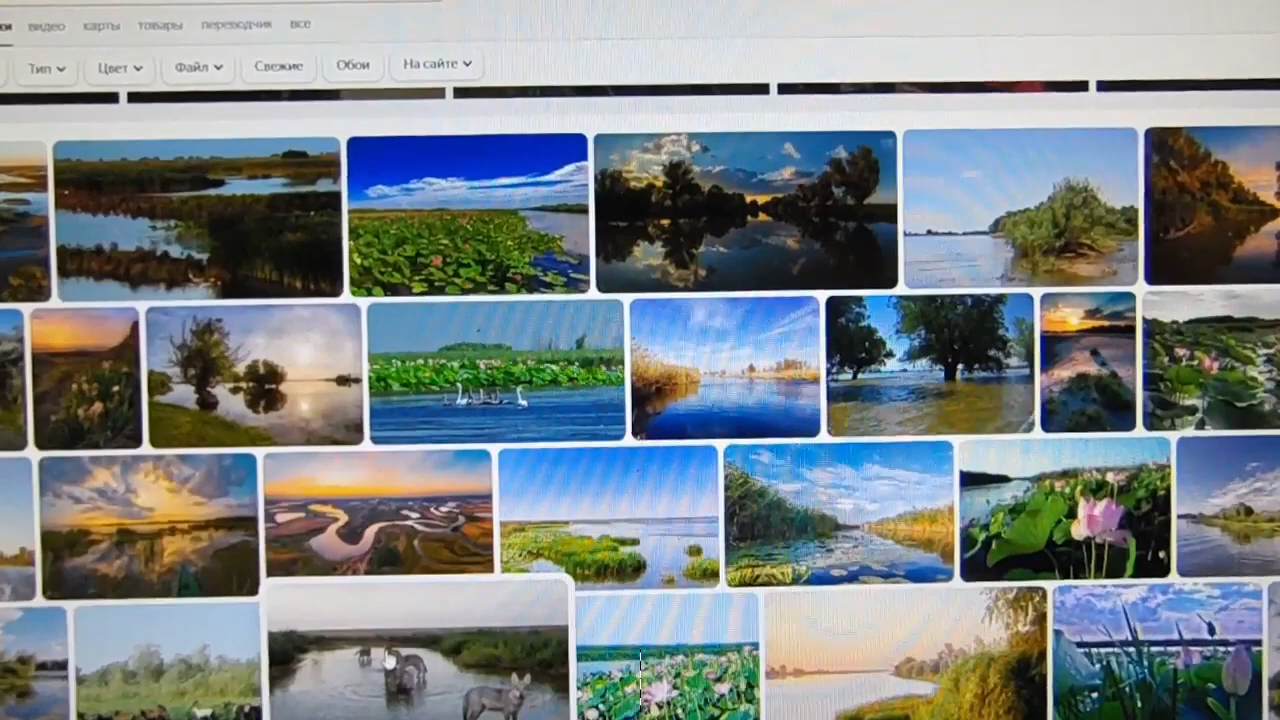 видео карты товары переводчик все
Тип Цвет Файл Свежие Обои На сайте